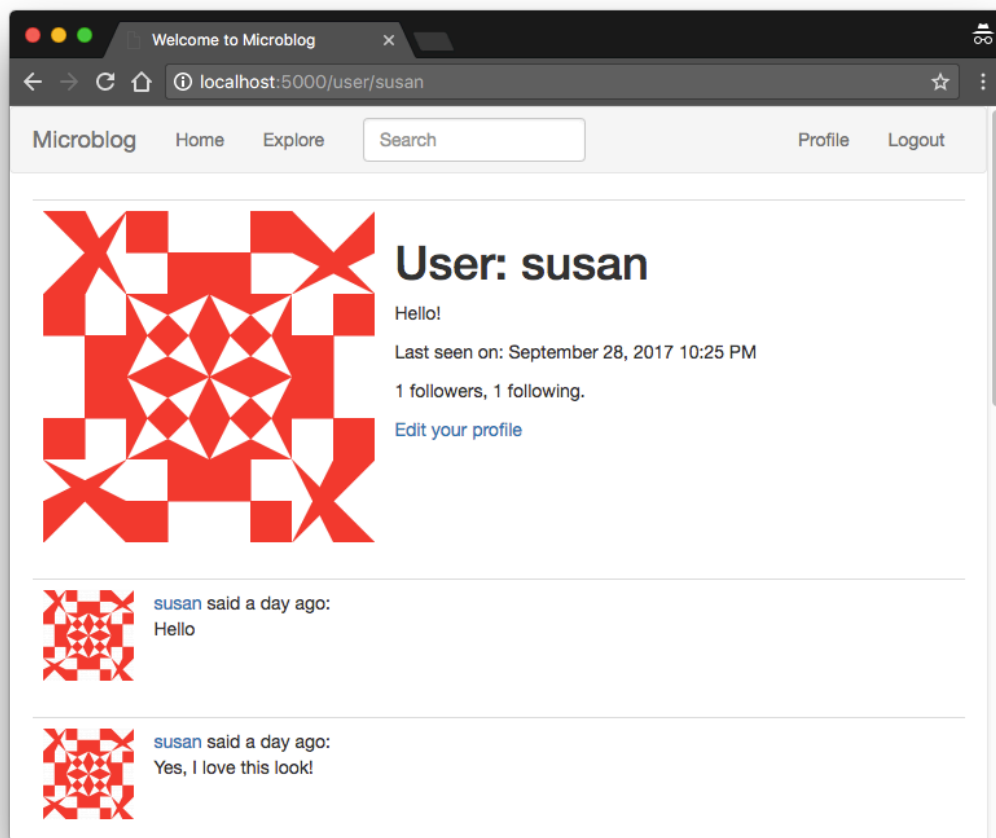 Welcome to Microblog
localhost:5000/user/susan
Microblog Home Explore Search Profile Logout
User: susan
Hello!
Last seen on: September 28, 2017 10:25 PM
1 followers, 1 following.
Edit your profile
susan said a day ago:
Hello
susan said a day ago:
Yes, I love this look!